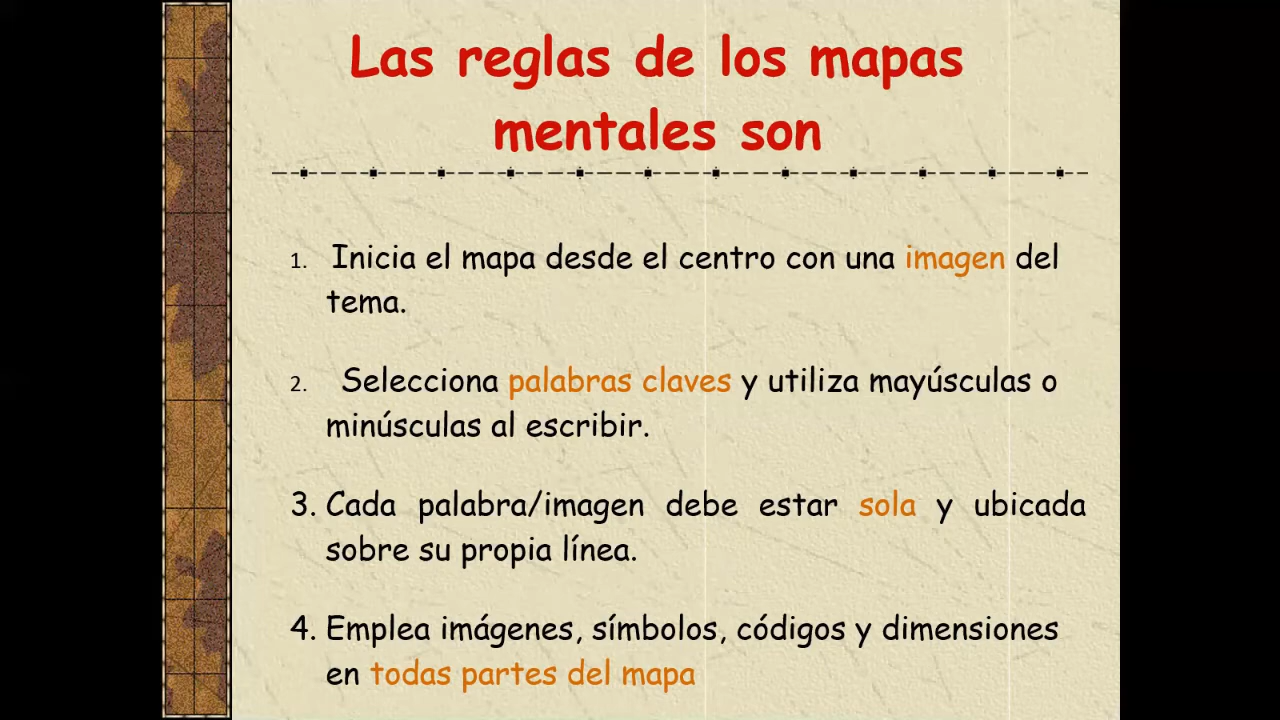 Las reglas de los mapas
mentales son
1. Inicia el mapa desde el centro con una imagen del
tema.
2. Selecciona palabras claves y utiliza mayúsculas o
minúsculas al escribir.
3. Cada palabra/imagen debe estar sola y ubicada
sobre su propia línea.
4. Emplea imágenes, símbolos, códigos y dimensiones
en todas partes del mapa